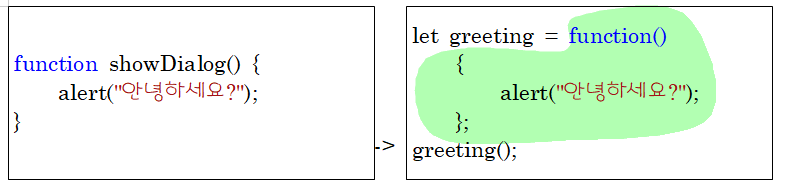 function showDialog() {
alert("안녕하세요?");
}
->
let greeting = function()
{
alert("안녕하세요?");
};
greeting();